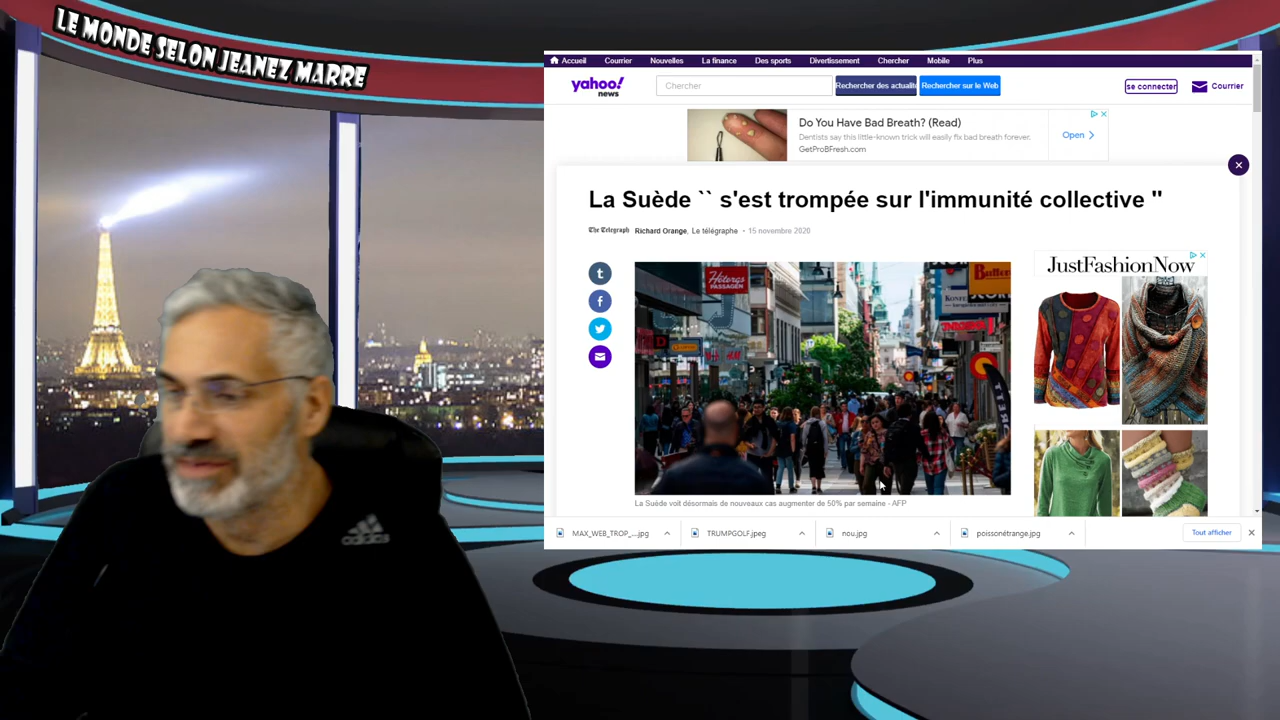 LE MONDE SELON JEANEZ MARRE
Accueil Courrier Nouvelles La finance Des sports Divertissement Chercher Mobile Plus
yahoo!
news
Chercher
Rechercher des actualité
Rechercher sur le Web
se connecter
Courrier
Do You Have Bad Breath? (Read)
Dentists say this little-known trick will easily fix bad breath forever.
GetProBFresh.com
Open
La Suède `` s'est trompée sur l'immunité collective ''
The Telegraph Richard Orange, Le télégraphe • 15 novembre 2020
Hötorgs
PASSAGEN
H&M
La Suède voit désormais de nouveaux cas augmenter de 50% par semaine - AFP
JustFashionNow
adidas
MAX_WEB_TROP_....jpg
TRUMPGOLF.jpeg
nou.jpg
poissonétrange.jpg
Tout afficher